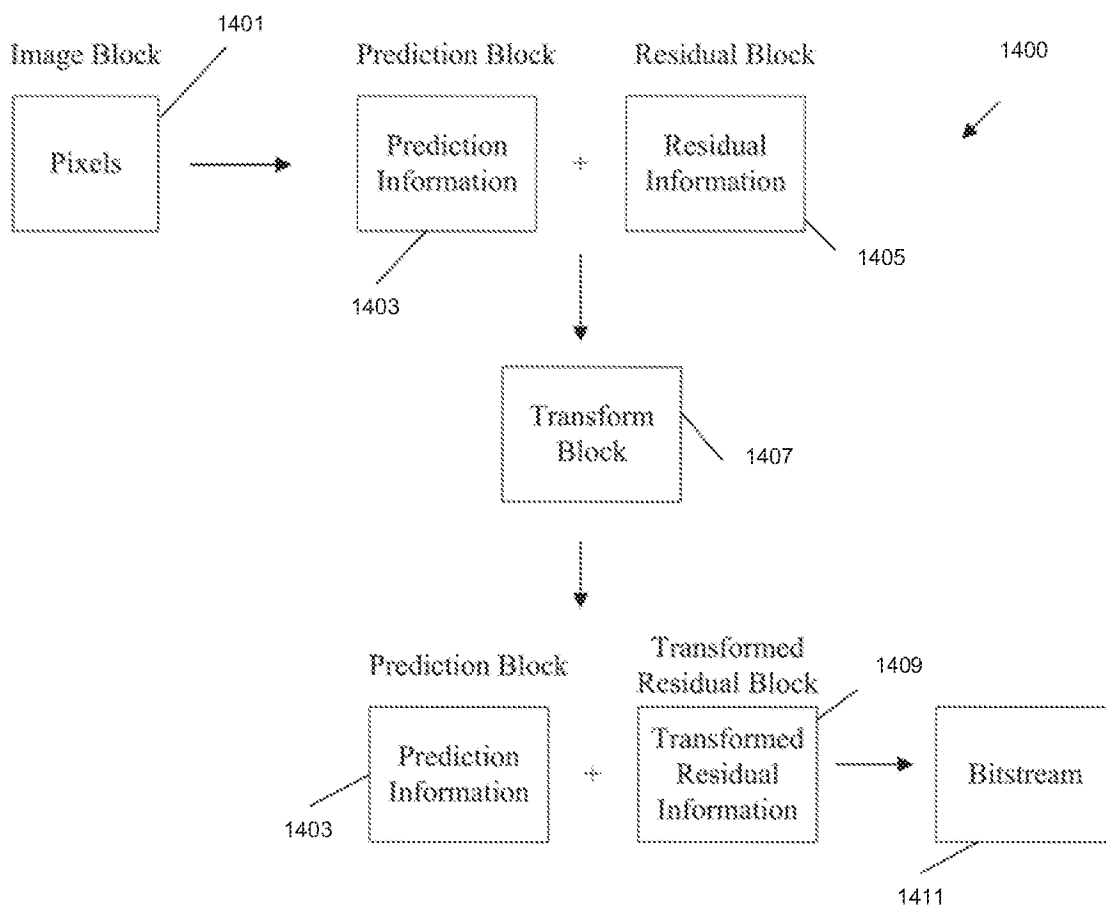 1401
Image Block
Prediction Block
Residual Block
1400
Pixels
Prediction
Information
+
Residual
Information
1403
1405
Transform
Block
1407
Prediction Block
Transformed
Residual Block
1409
Prediction
Information
+
Transformed
Residual
Information
Bitstream
1403
1411